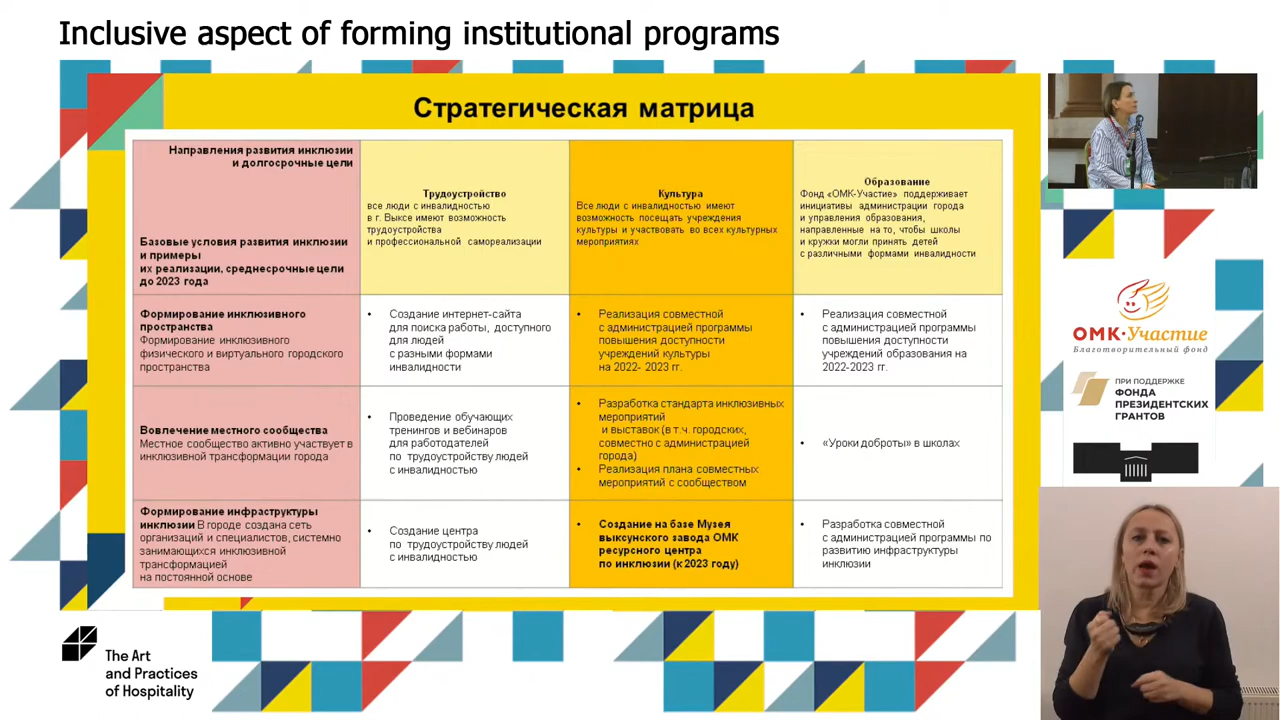 Inclusive aspect of forming institutional programs
Стратегическая матрица
Направления развития инклюзии
и долгосрочные цели
Базовые условия развития инклюзии
и примеры
их реализации, среднесрочные цели
до 2023 года
Трудоустройство
все люди с инвалидностью
в г. Выксе имеют возможность
трудоустройства
и профессиональной самореализации
Культура
Все люди с инвалидностью имеют
возможность посещать учреждения
культуры и участвовать во всех культурных
мероприятиях
Образование
Фонд «ОМК-Участие» поддерживает
инициативы администрации города
и управления образования,
направленные на то, чтобы школы
и кружки могли принять детей
с различными формами инвалидности
Формирование инклюзивного
пространства
Формирование инклюзивного
физического и виртуального городского
пространства
• Создание интернет-сайта
для поиска работы, доступного
для людей
с разными формами
инвалидности
• Реализация совместной
с администрацией программы
повышения доступности
учреждений культуры
на 2022- 2023 гг.
• Реализация совместной
с администрацией программы
повышения доступности
учреждений образования на
2022-2023 гг.
Вовлечение местного сообщества
Местное сообщество активно участвует в
инклюзивной трансформации города
• Проведение обучающих
тренингов и вебинаров
для работодателей
по трудоустройству людей
с инвалидностью
• Разработка стандарта инклюзивных
мероприятий
и выставок (в т.ч. городских,
совместно с администрацией
города)
• Реализация плана совместных
мероприятий с сообществом
• «Уроки доброты» в школах
Формирование инфраструктуры
инклюзии В городе создана сеть
организаций и специалистов, системно
занимающихся инклюзивной
трансформацией
на постоянной основе
• Создание центра
по трудоустройству людей
с инвалидностью
• Создание на базе Музея
выксунского завода ОМК
ресурсного центра
по инклюзии (к 2023 году)
• Разработка совместной
с администрацией программы по
развитию инфраструктуры
инклюзии
ОМК·Участие
Благотворительный фонд
ПРИ ПОДДЕРЖКЕ
ФОНДА
ПРЕЗИДЕНТСКИХ
ГРАНТОВ
The Art
and Practices
of Hospitality